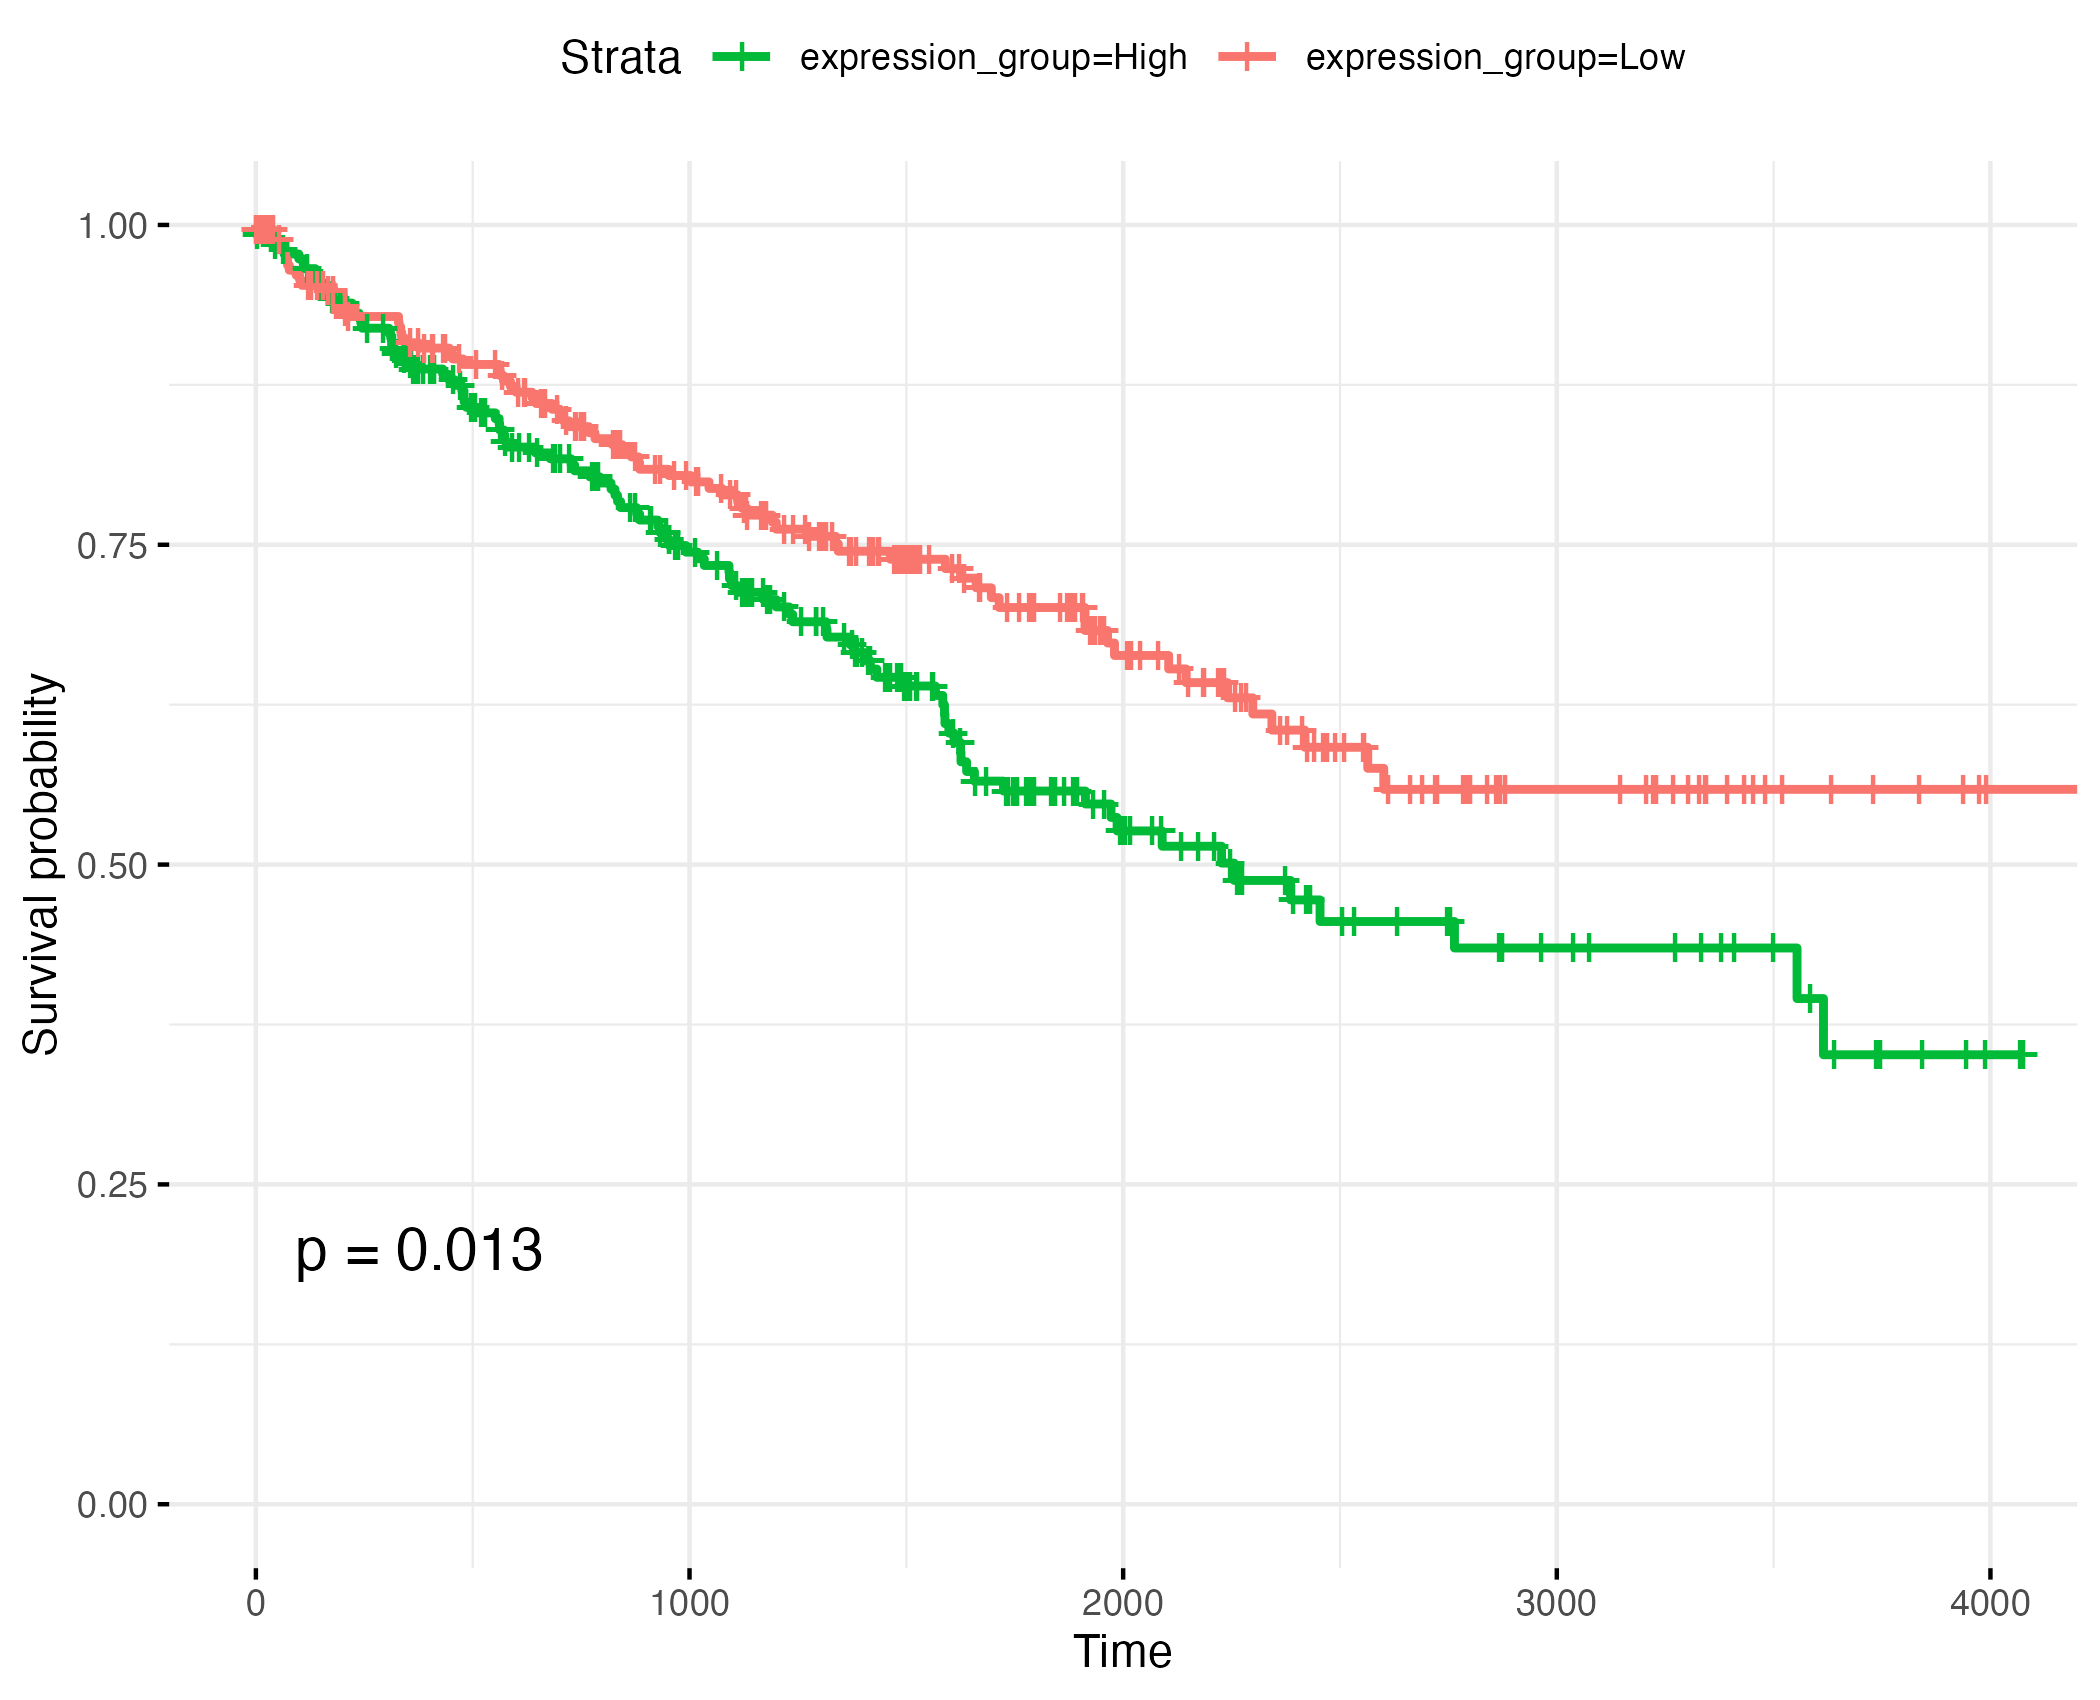 Strata expression_group=High expression_group=Low
1.00
0.75
0.50
0.25
0.00
Survival probability
p = 0.013
0 1000 2000 3000 4000
Time